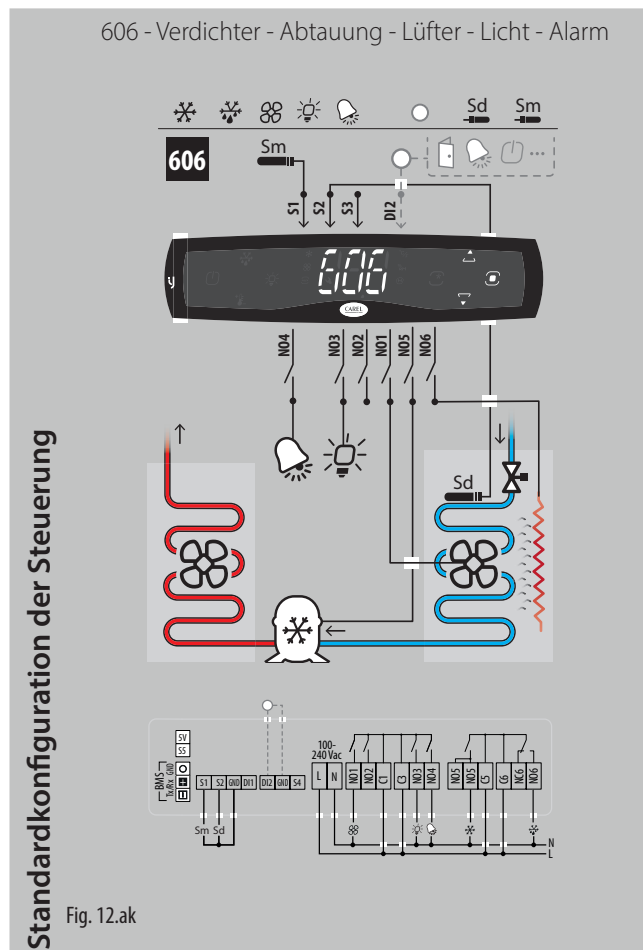 606 - Verdichter - Abtauung - Lüfter - Licht - Alarm
Sd Sm
606
Sm
...
S1 S2 S3 DI2
y
606
CAREL
NO4 NO3 NO2 NO1 NO5 NO6
Sd
Standardkonfiguration der Steuerung
5V
S5
BMS
GND
Tx/Rx
S1 S2 GND DI1 DI2 GND S4
Sm Sd
100-
240 Vac
L N NO1 NO2 C1 C3 NO3 NO4 NO5 NO5 C5 C6 NC6 NO6
N
L
Fig. 12.ak